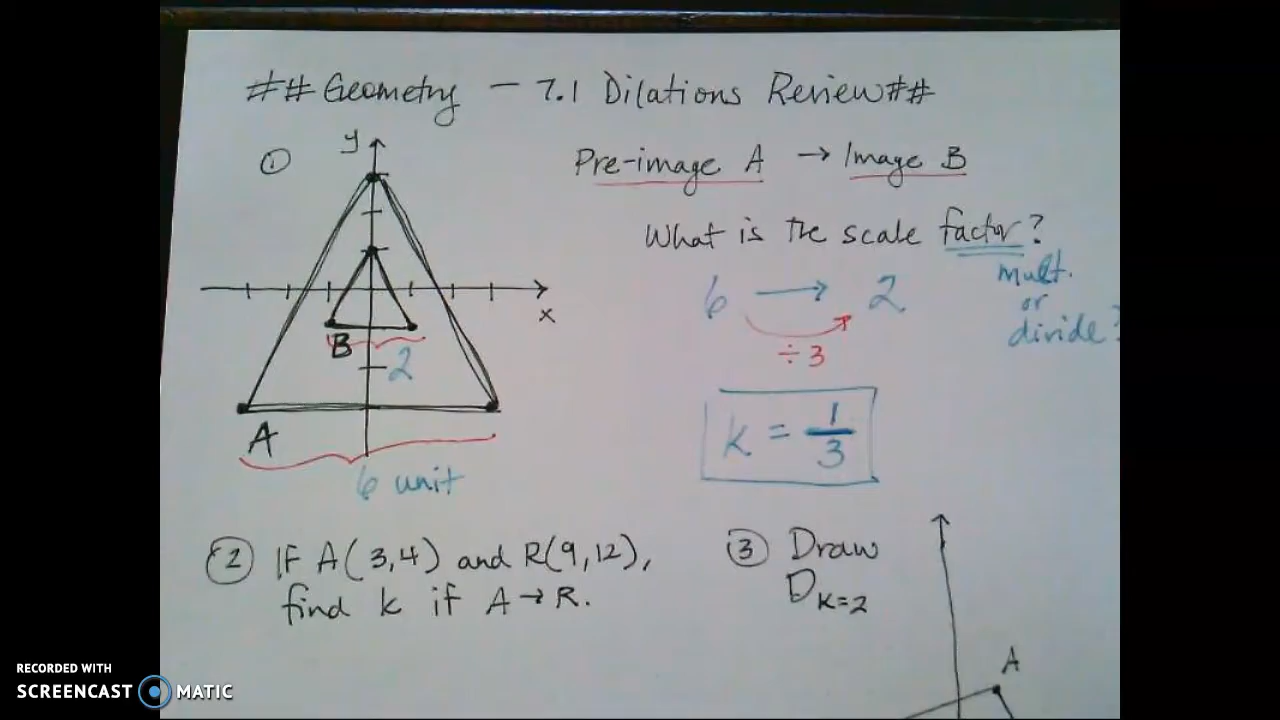 ## Geometry - 7.1 Dilations Review ##
①
y
Pre-image A → Image B
What is the scale factor?
mult.
or
divide?
6 → 2
÷3
x
B
2
k = 1/3
A
6 unit
② If A(3,4) and R(9,12),
find k if A→R.
③ Draw
D K=2
A
RECORDED WITH
SCREENCAST MATIC